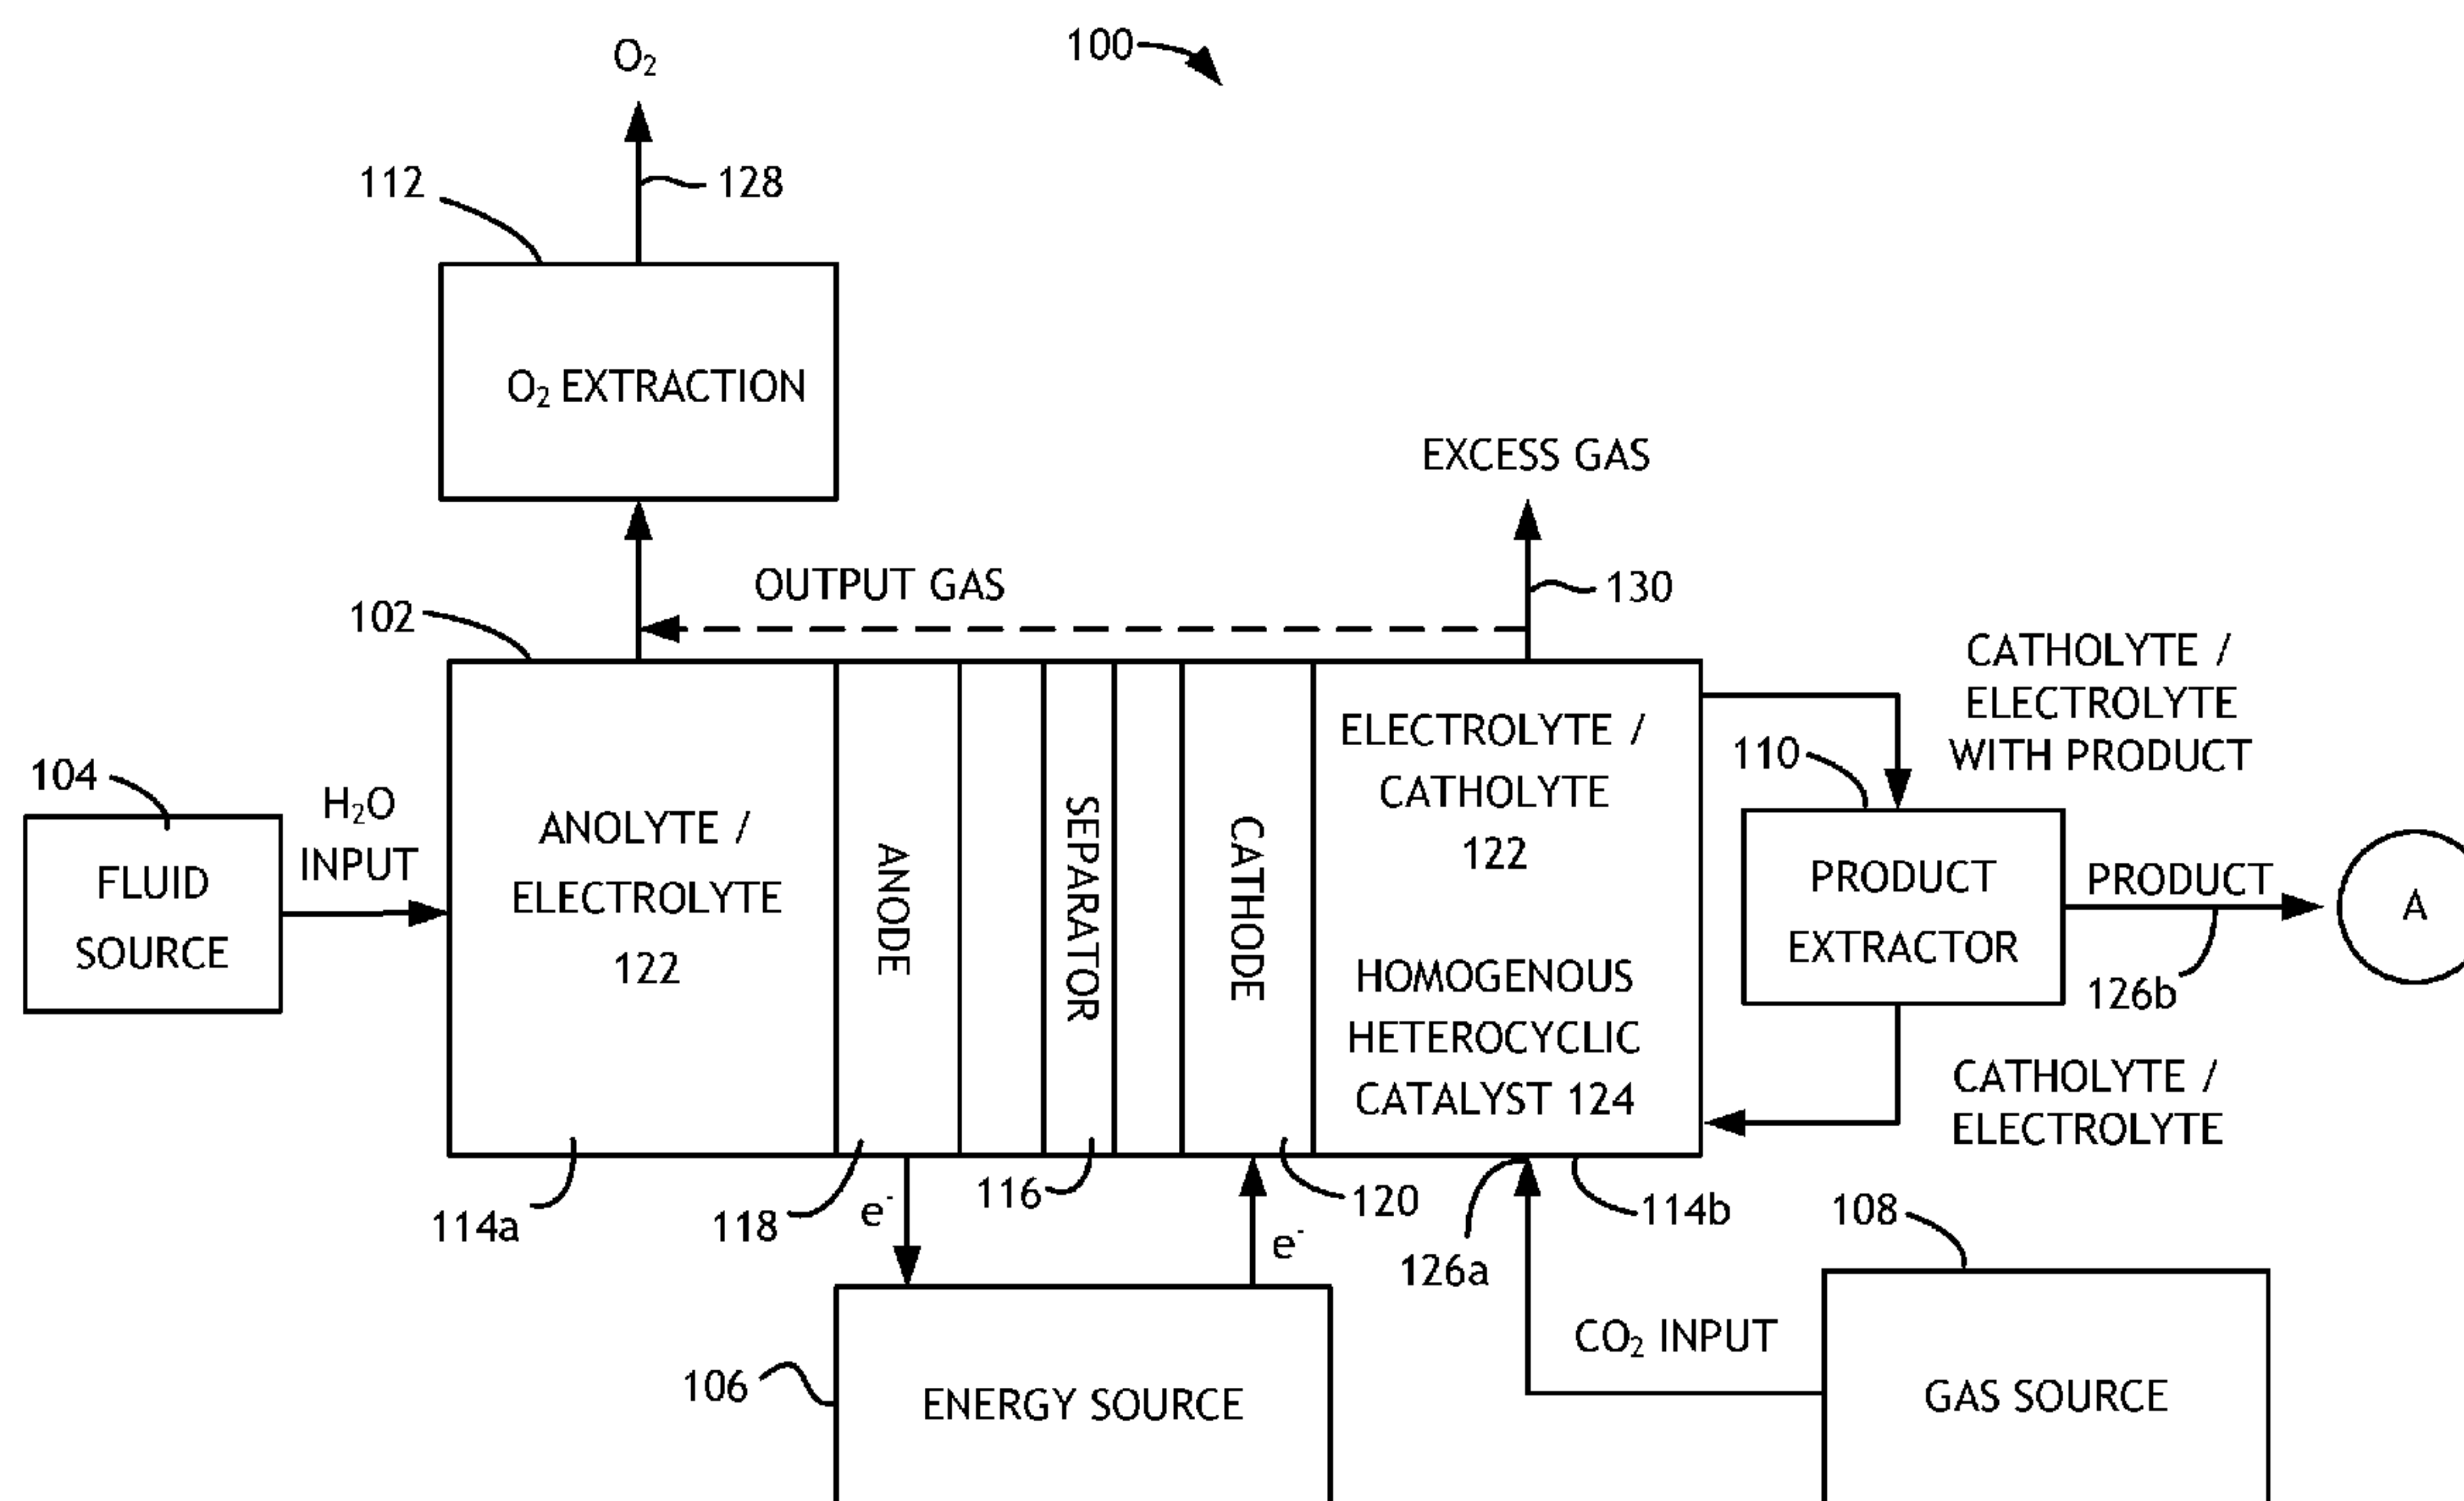 O₂
100
112
128
O₂ EXTRACTION
EXCESS GAS
OUTPUT GAS
130
102
CATHOLYTE /
ELECTROLYTE
WITH PRODUCT
104
H₂O
INPUT
FLUID
SOURCE
ANOLYTE /
ELECTROLYTE
122
ANODE
SEPARATOR
CATHODE
ELECTROLYTE /
CATHOLYTE
122
HOMOGENOUS
HETEROCYCLIC
CATALYST 124
110
PRODUCT
EXTRACTOR
PRODUCT
A
126b
CATHOLYTE /
ELECTROLYTE
114a
118
e⁻
116
e⁻
120
126a
114b
108
106
ENERGY SOURCE
CO₂ INPUT
GAS SOURCE